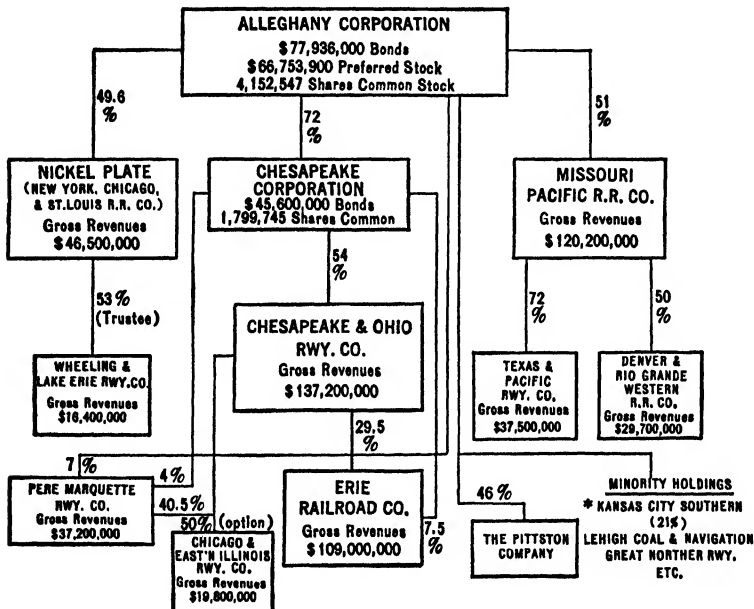 ALLEGHANY CORPORATION
$77,936,000 Bonds
$66,753,900 Preferred Stock
4,152,547 Shares Common Stock
49.6
%
72
%
51
%
NICKEL PLATE
(NEW YORK, CHICAGO,
& ST.LOUIS R.R. CO.)
Gross Revenues
$46,500,000
CHESAPEAKE
CORPORATION
$45,600,000 Bonds
1,799,745 Shares Common
MISSOURI
PACIFIC R.R. CO.
Gross Revenues
$120,200,000
53%
(Trustee)
54
%
72
%
50
%
WHEELING &
LAKE ERIE RWY.CO.
Gross Revenues
$16,400,000
CHESAPEAKE & OHIO
RWY. CO.
Gross Revenues
$137,200,000
TEXAS &
PACIFIC
RWY. CO.
Gross Revenues
$37,500,000
DENVER &
RIO GRANDE
WESTERN
R.R. CO.
Gross Revenues
$29,700,000
29.5
%
7%
4%
40.5%
50% (option)
7.5
%
46%
PERE MARQUETTE
RWY. CO.
Gross Revenues
$37,200,000
CHICAGO &
EAST'N ILLINOIS
RWY. CO.
Gross Revenues
$19,800,000
ERIE
RAILROAD CO.
Gross Revenues
$109,000,000
THE PITTSTON
COMPANY
MINORITY HOLDINGS
* KANSAS CITY SOUTHERN
(21%)
LEHIGH COAL & NAVIGATION
GREAT NORTHER RWY.
ETC.